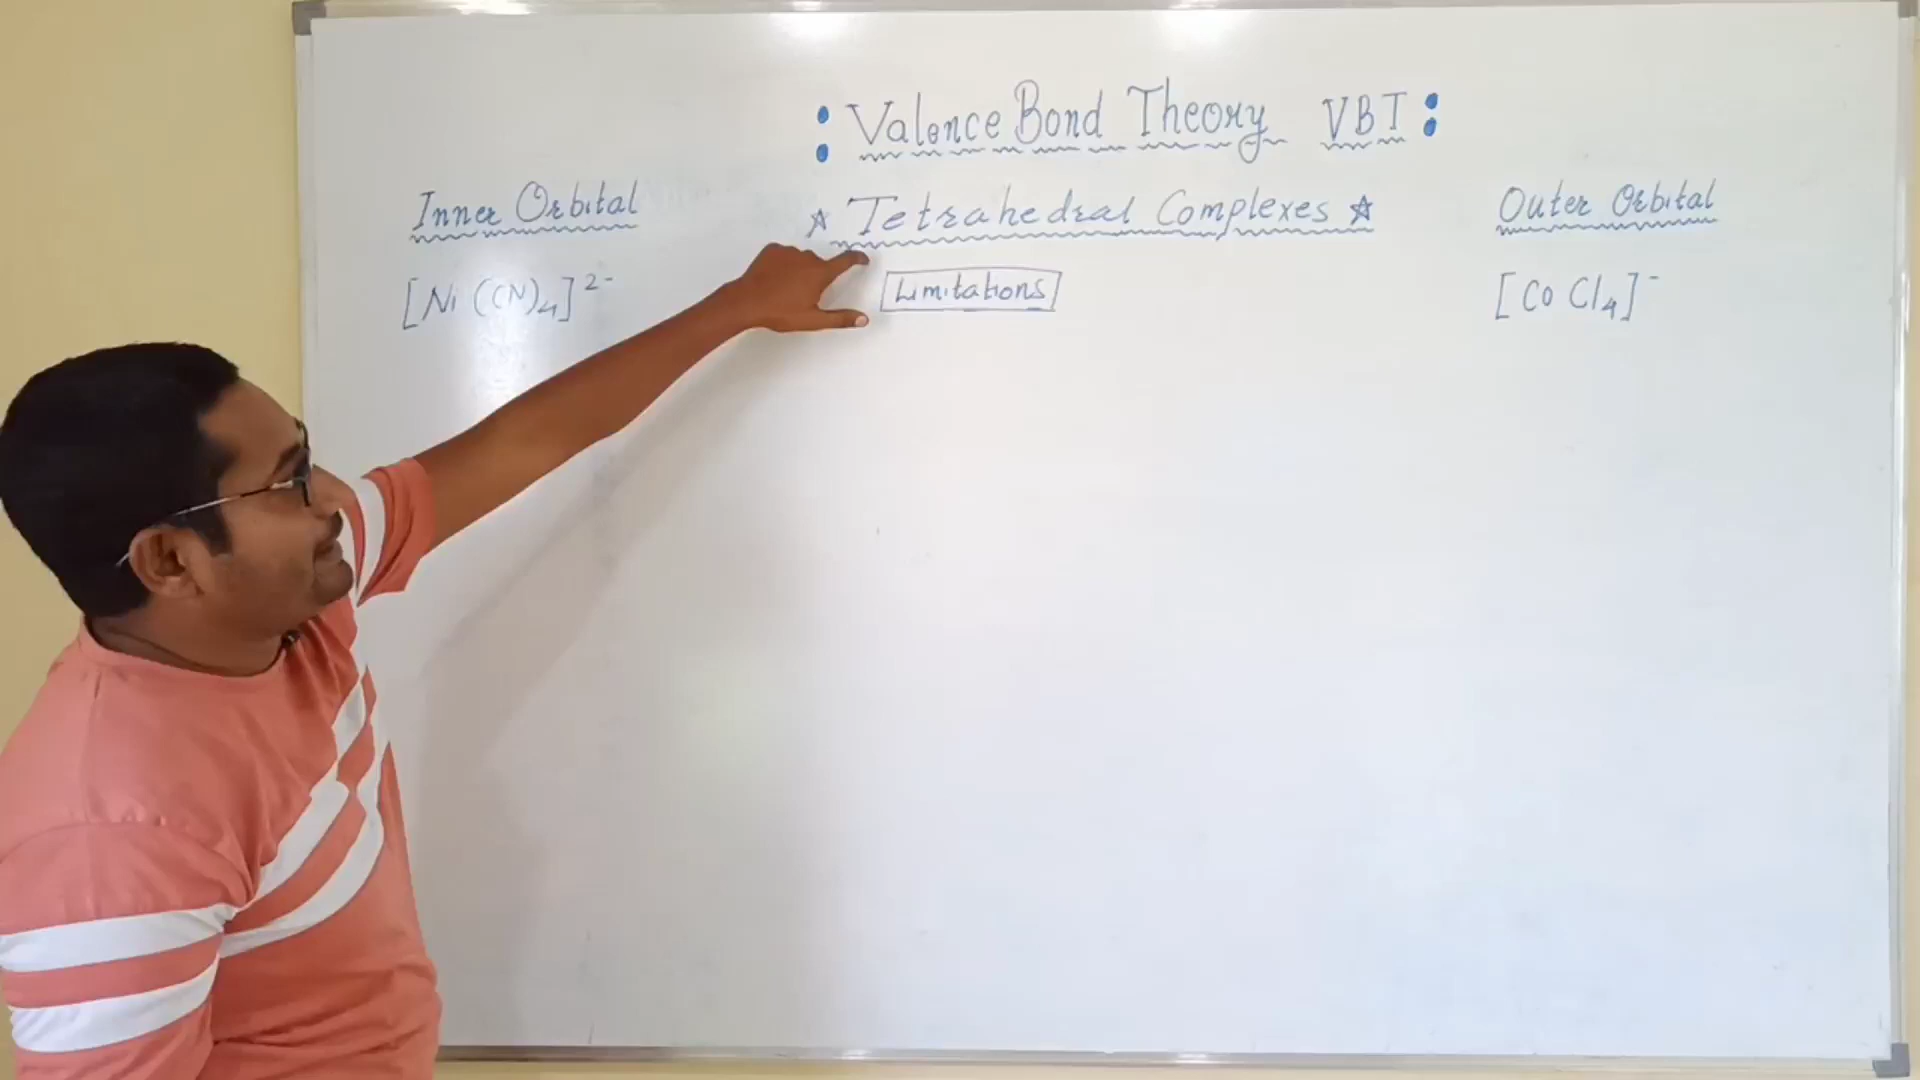 : Valence Bond Theory VBT :
Inner Orbital
☆ Tetrahedral Complexes ☆
Outer Orbital
[Ni (CN)₄]²⁻
Limitations
[Co Cl₄]⁻